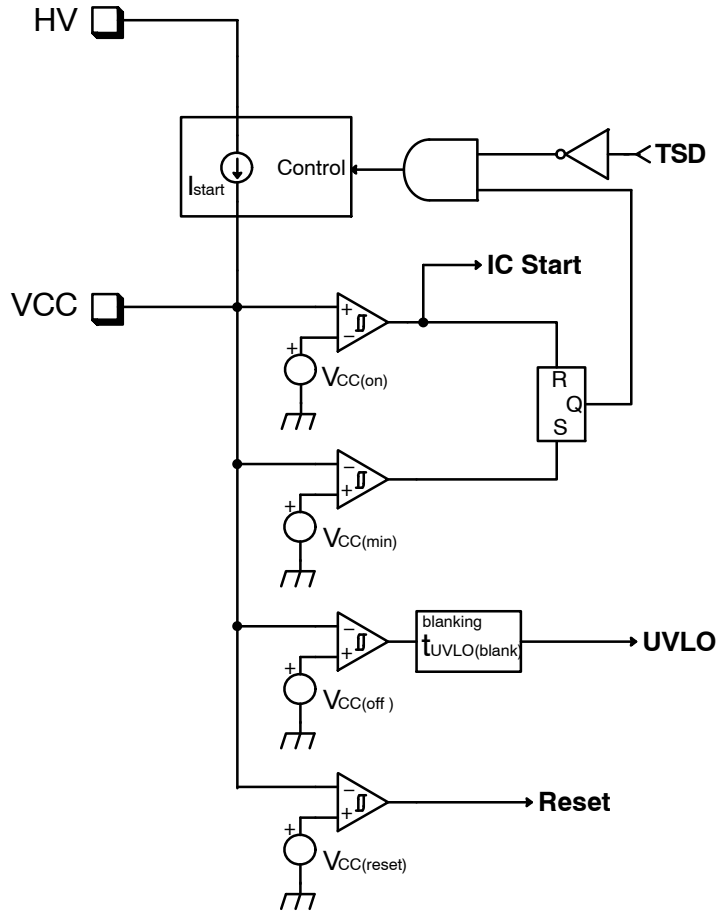 HV
TSD
Control
Istart
IC Start
VCC
+
−
+
VCC(on)
R
Q
S
−
+
+
VCC(min)
blanking
tUVLO(blank)
UVLO
−
+
+
VCC(off )
−
+
+
VCC(reset)
Reset